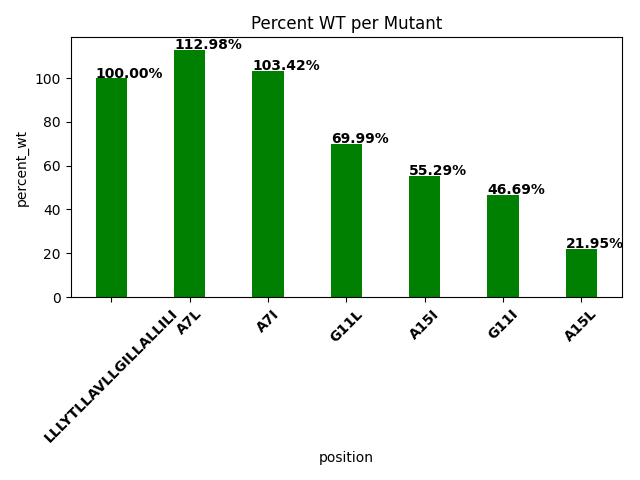 Percent WT per Mutant
112.98%
100.00%
103.42%
69.99%
55.29%
46.69%
21.95%
percent_wt
100
80
60
40
20
0
LLLYTLLAVLLGILLALLILI
A7L
A7I
G11L
A15I
G11I
A15L
position